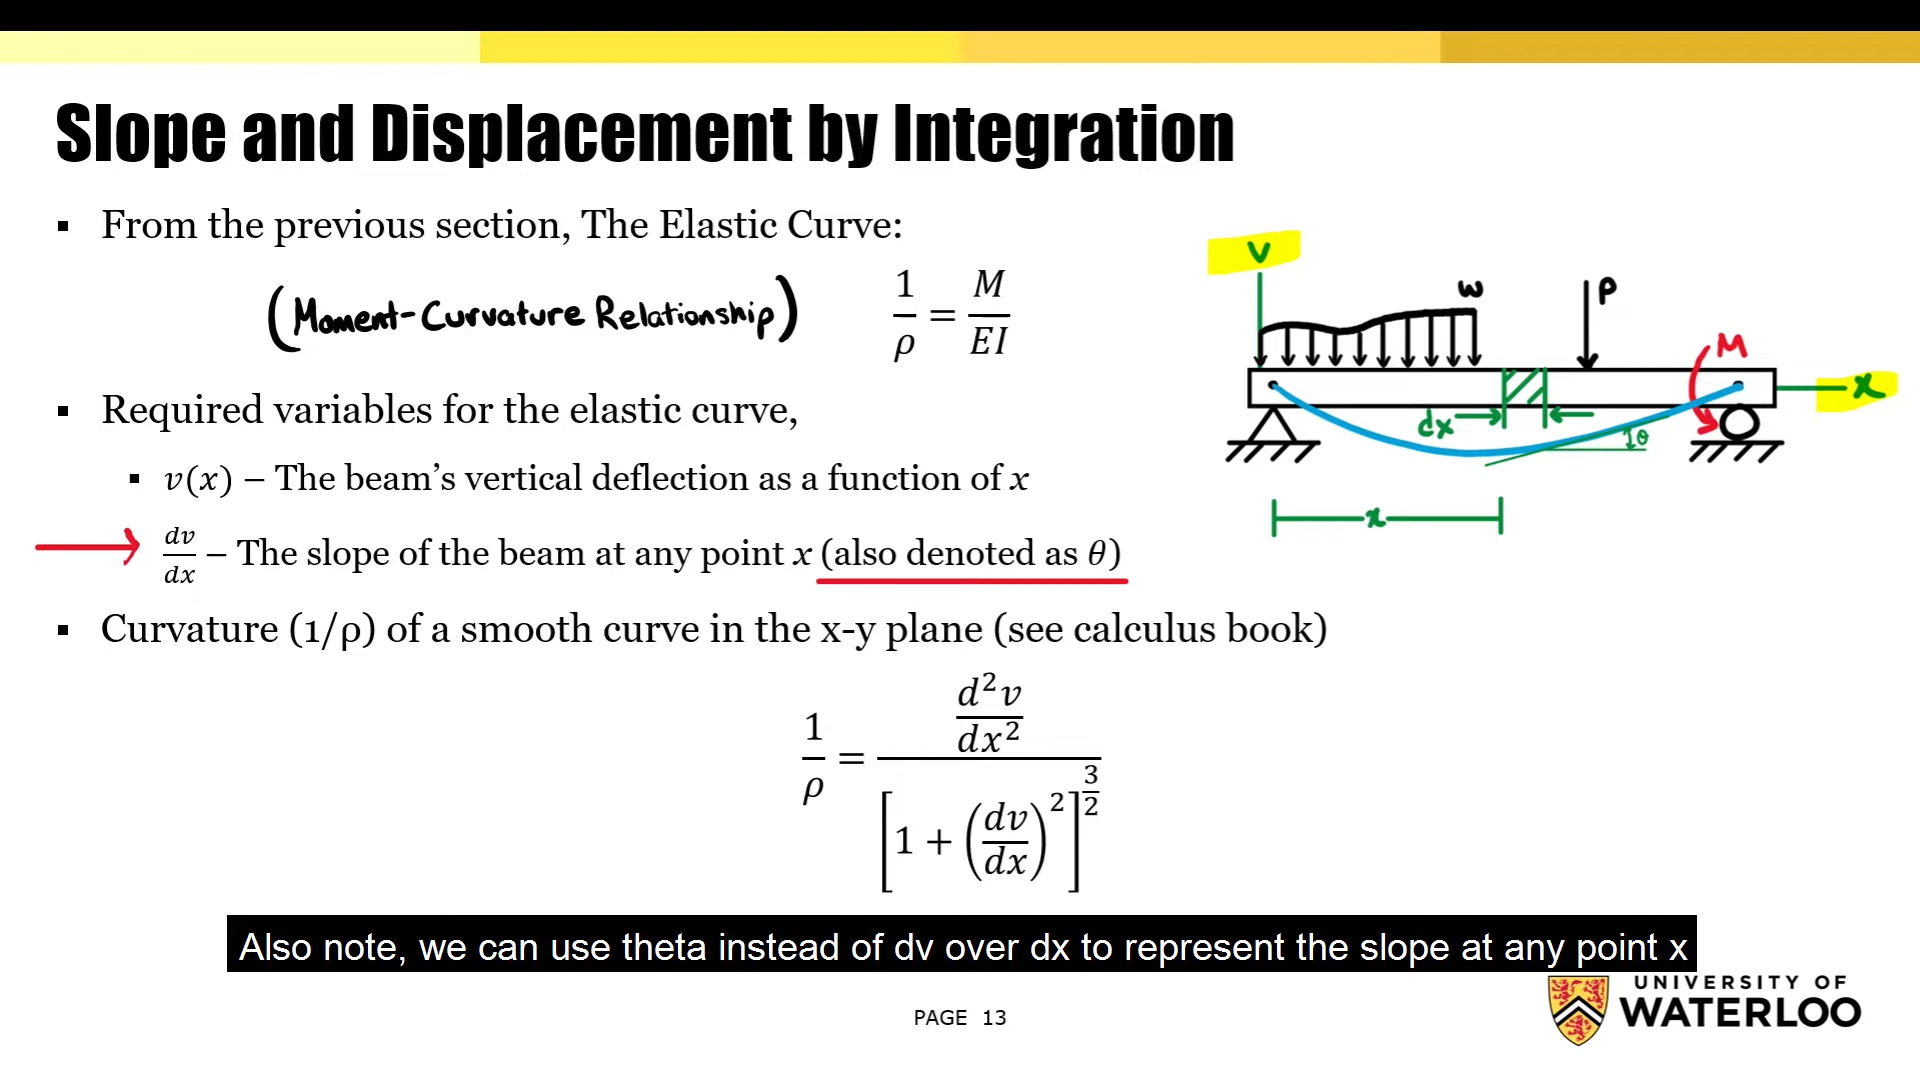 Slope and Displacement by Integration
▪ From the previous section, The Elastic Curve:
(Moment-Curvature Relationship)
1/ρ = M/EI
▪ Required variables for the elastic curve,
▪ v(x) – The beam’s vertical deflection as a function of x
dv/dx – The slope of the beam at any point x (also denoted as θ)
▪ Curvature (1/ρ) of a smooth curve in the x-y plane (see calculus book)
1/ρ = (d²v/dx²) / [1 + (dv/dx)²]^(3/2)
v
w
P
M
x
dx
θ
x
Also note, we can use theta instead of dv over dx to represent the slope at any point x
PAGE 13
UNIVERSITY OF
WATERLOO